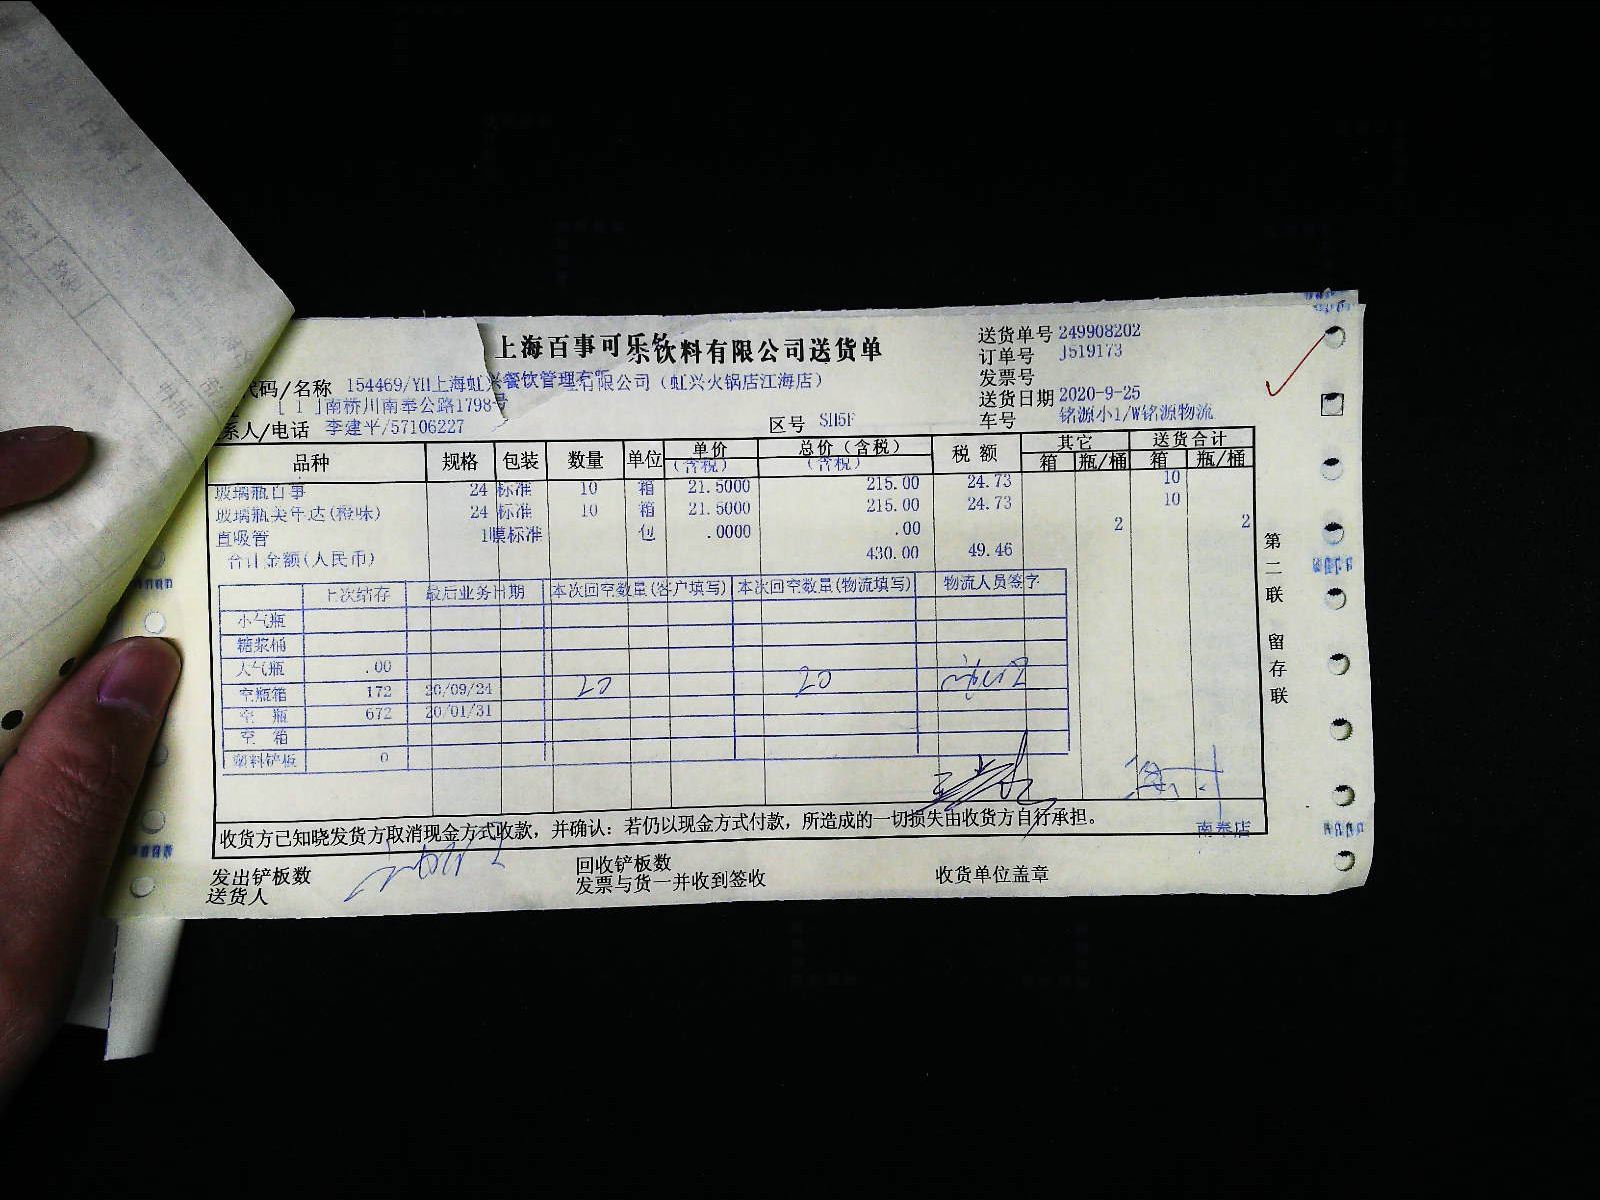 上海百事可乐饮料有限公司送货单
送货单号 249908202
订单号 J519173
发票号
送货日期 2020-9-25
车号 铭源小1/W铭源物流
代码/名称 154469/YH上海虹兴餐饮管理有限公司(虹兴火锅店江海店)
[ 1 ]南桥川南奉公路1798号
系人/电话 李建平/57106227 区号 SH5F
品种 规格 包装 数量 单位 单价(含税) 总价(含税)(含税) 税额 其它 箱 瓶/桶 送货合计 箱 瓶/桶
玻璃瓶百事 24 标准 10 箱 21.5000 215.00 24.73 10
玻璃瓶美年达(橙味) 24 标准 10 箱 21.5000 215.00 24.73 10
直吸管 1膜标准 包 .0000 .00 2 2
合计金额(人民币) 430.00 49.46
上次结存 最后业务日期 本次回空数量(客户填写) 本次回空数量(物流填写) 物流人员签字
小气瓶
糖浆桶
大气瓶 .00
空瓶箱 172 20/09/24 20 20
空 瓶 672 20/01/31
空 箱
塑料铲板 0
收货方已知晓发货方取消现金方式收款，并确认：若仍以现金方式付款，所造成的一切损失由收货方自行承担。
南奉店
发出铲板数 回收铲板数
送货人 发票与货一并收到签收 收货单位盖章
第二联 留存联